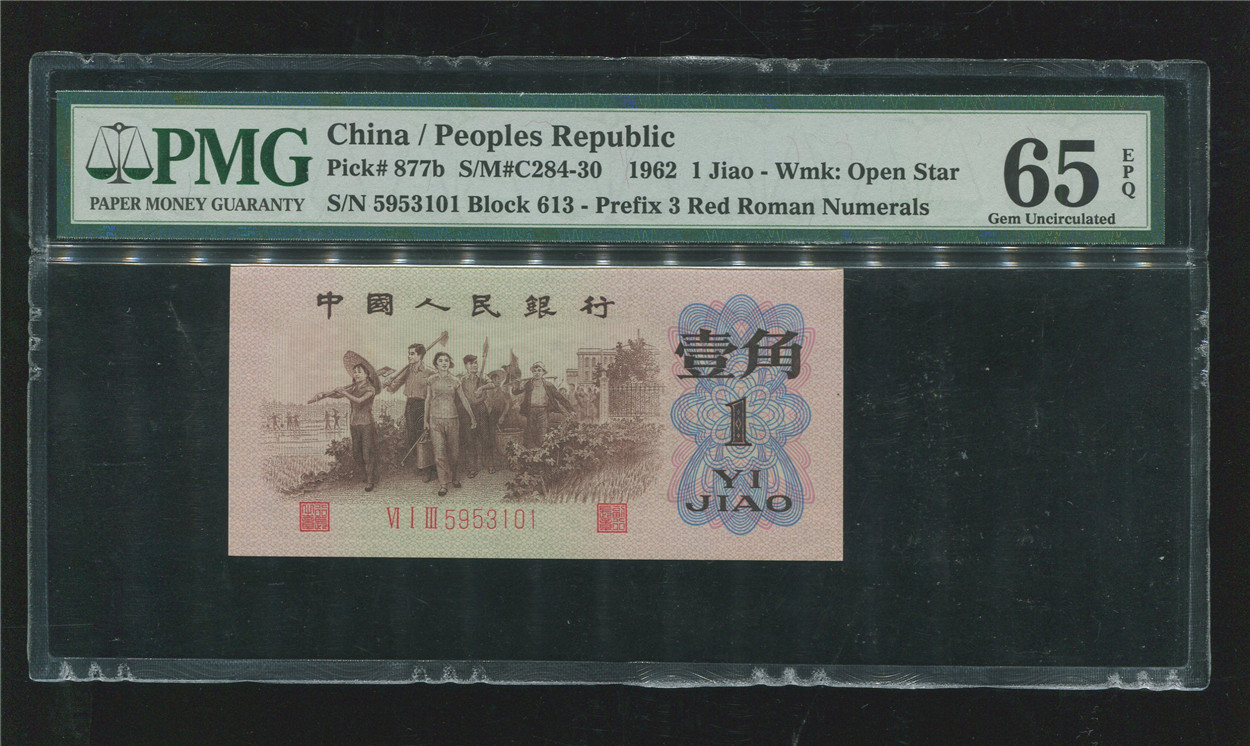 PMG
PAPER MONEY GUARANTY
China / Peoples Republic
Pick# 877b S/M#C284-30 1962 1 Jiao - Wmk: Open Star
S/N 5953101 Block 613 - Prefix 3 Red Roman Numerals
65
EPQ
Gem Uncirculated
中國人民銀行
壹角
1
YI
JIAO
VI I III 5953101